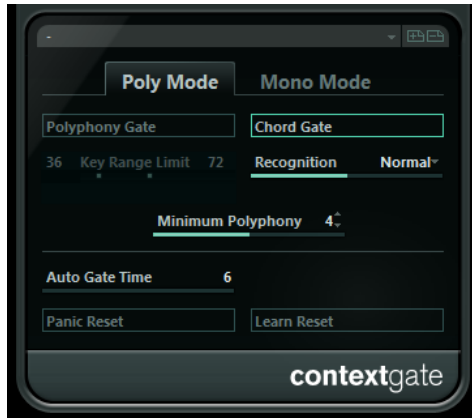 -
Poly Mode Mono Mode
Polyphony Gate Chord Gate
36 Key Range Limit 72 Recognition Normal
Minimum Polyphony 4
Auto Gate Time 6
Panic Reset Learn Reset
contextgate